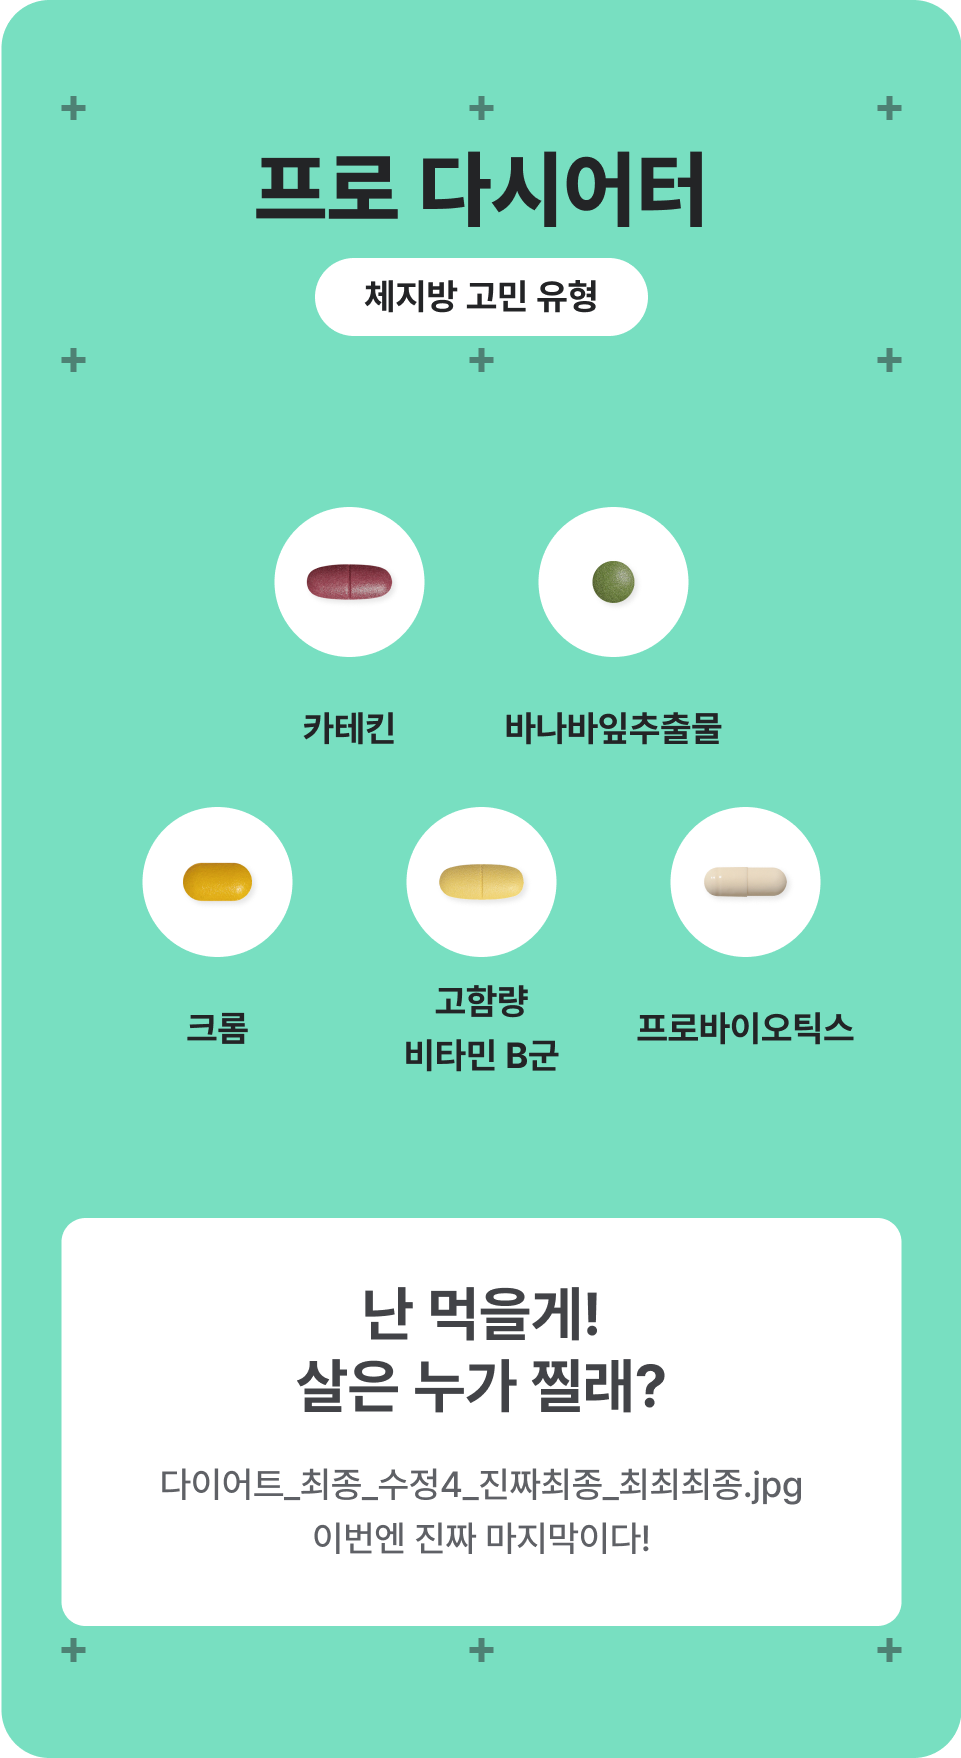 프로 다시어터
체지방 고민 유형
카테킨
바나바잎추출물
크롬
고함량
비타민 B군
프로바이오틱스
난 먹을게!
살은 누가 찔래?
다이어트_최종_수정4_진짜최종_최최최종.jpg
이번엔 진짜 마지막이다!